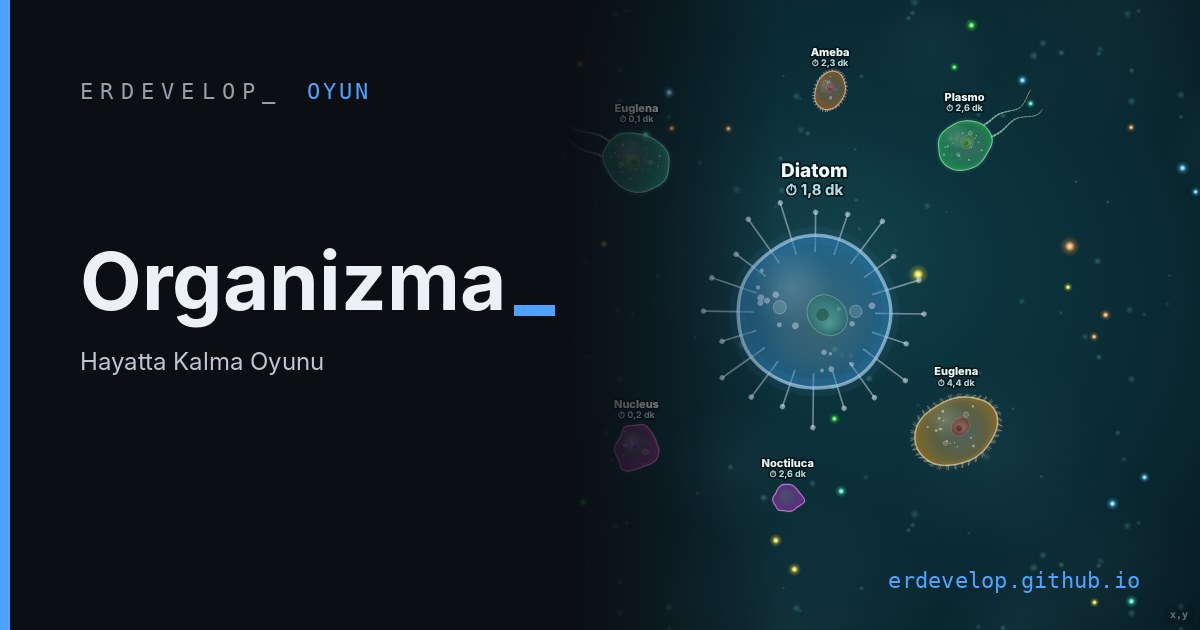 ERDEVELOP_ OYUN
Organizma_
Hayatta Kalma Oyunu
Ameba
⏱ 2,3 dk
Plasmo
⏱ 2,6 dk
Euglena
⏱ 0,1 dk
Diatom
⏱ 1,8 dk
Euglena
⏱ 4,4 dk
Nucleus
⏱ 0,2 dk
Noctiluca
⏱ 2,6 dk
erdevelop.github.io
x,y